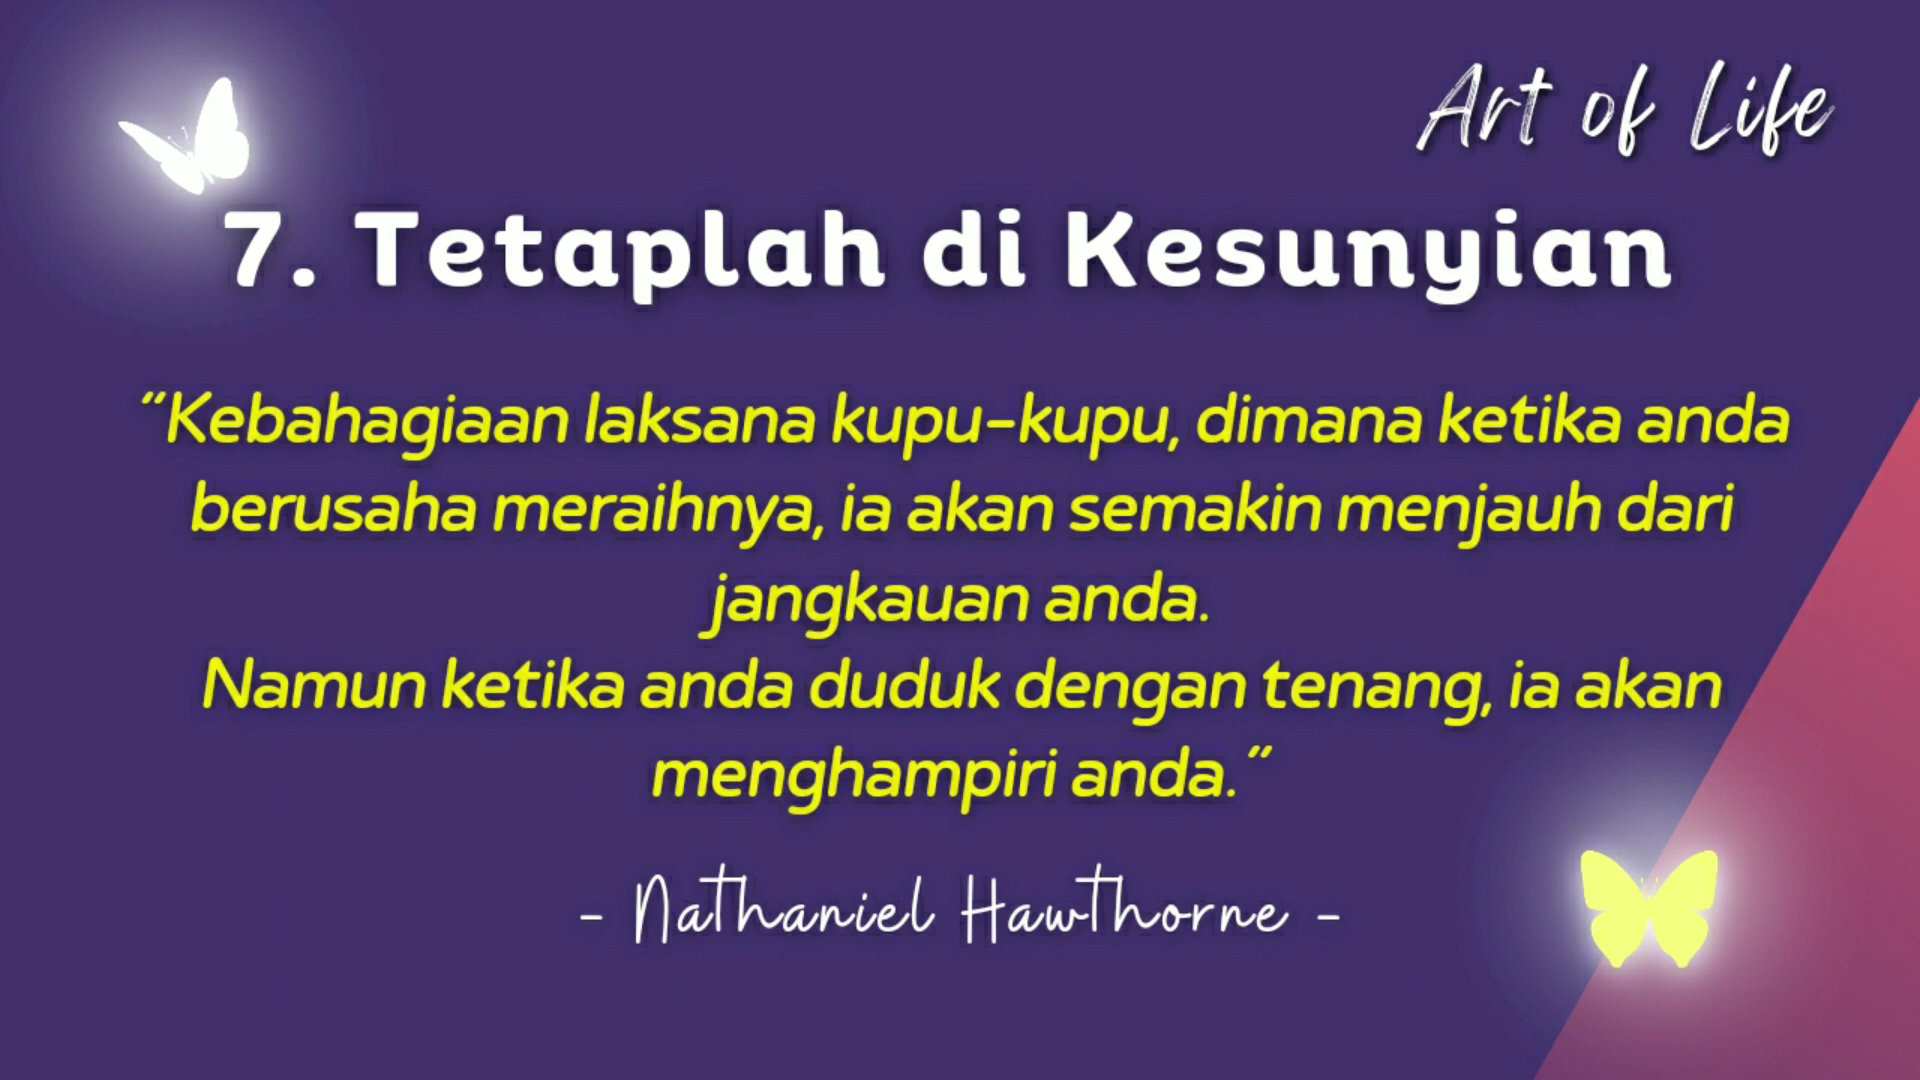 Art of Life
7. Tetaplah di Kesunyian
"Kebahagiaan laksana kupu-kupu, dimana ketika anda
berusaha meraihnya, ia akan semakin menjauh dari
jangkauan anda.
Namun ketika anda duduk dengan tenang, ia akan
menghampiri anda."
- Nathaniel Hawthorne -